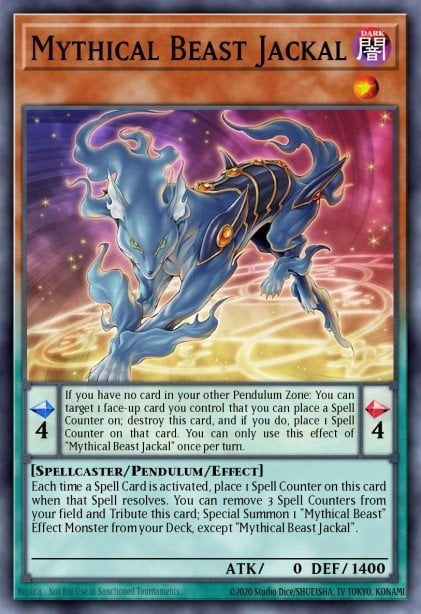 MYTHICAL BEAST JACKAL
DARK
闇
If you have no card in your other Pendulum Zone: You can
target 1 face-up card you control that you can place a Spell
Counter on; destroy this card, and if you do, place 1 Spell
Counter on that card. You can only use this effect of
"Mythical Beast Jackal" once per turn.
4
4
[SPELLCASTER/PENDULUM/EFFECT]
Each time a Spell Card is activated, place 1 Spell Counter on this card
when that Spell resolves. You can remove 3 Spell Counters from
your field and Tribute this card; Special Summon 1 "Mythical Beast"
Effect Monster from your Deck, except "Mythical Beast Jackal".
ATK/ 0 DEF/1400
Replica - Not For Use in Sanctioned Tournaments
©2020 Studio Dice/SHUEISHA, TV TOKYO, KONAMI